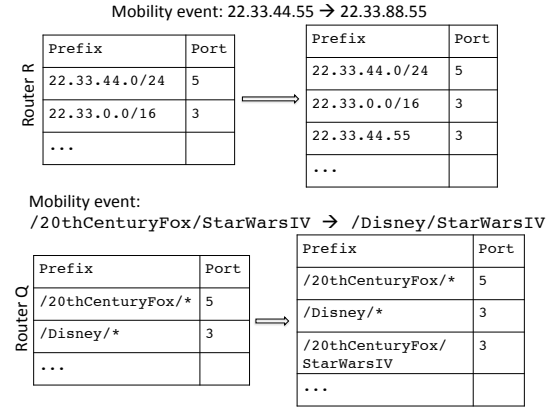 Mobility event: 22.33.44.55 → 22.33.88.55
Router R
Prefix Port
22.33.44.0/24 5
22.33.0.0/16 3
...
Prefix Port
22.33.44.0/24 5
22.33.0.0/16 3
22.33.44.55 3
...
Mobility event:
/20thCenturyFox/StarWarsIV → /Disney/StarWarsIV
Router Q
Prefix Port
/20thCenturyFox/* 5
/Disney/* 3
...
Prefix Port
/20thCenturyFox/* 5
/Disney/* 3
/20thCenturyFox/ 3
StarWarsIV
...